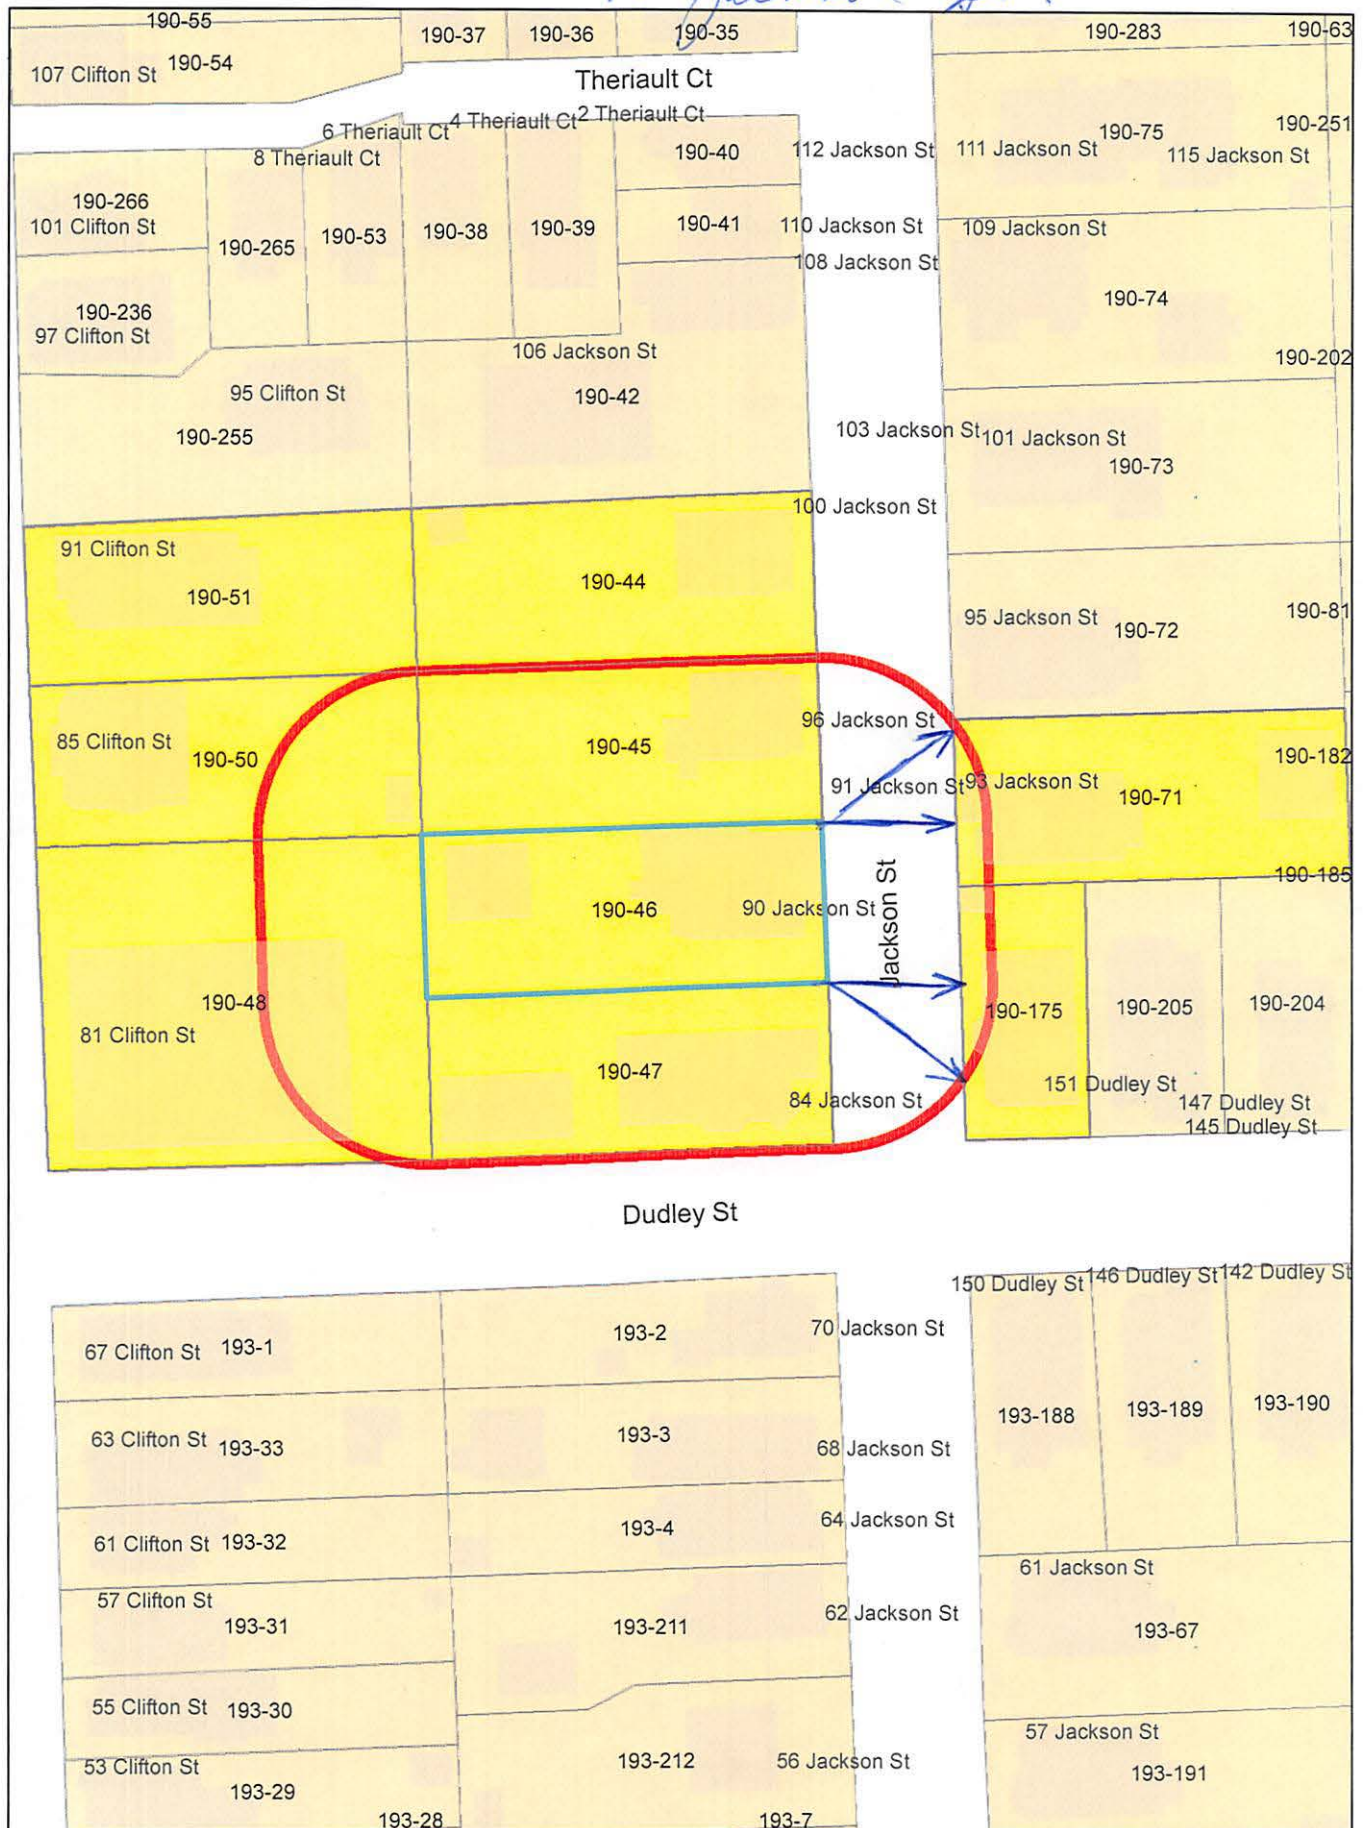 190-55
190-37
190-36
190-35
190-283
190-63
107 Clifton St
190-54
Theriault Ct
6 Theriault Ct
4 Theriault Ct
2 Theriault Ct
8 Theriault Ct
190-40
112 Jackson St
111 Jackson St
190-75
115 Jackson St
190-251
190-266
101 Clifton St
190-265
190-53
190-38
190-39
190-41
110 Jackson St
109 Jackson St
108 Jackson St
190-236
97 Clifton St
190-74
106 Jackson St
190-202
95 Clifton St
190-42
190-255
103 Jackson St
101 Jackson St
190-73
100 Jackson St
91 Clifton St
190-51
190-44
95 Jackson St
190-72
190-81
85 Clifton St
190-50
190-45
96 Jackson St
91 Jackson St
93 Jackson St
190-71
190-182
190-185
190-46
90 Jackson St
Jackson St
190-48
81 Clifton St
190-175
190-205
190-204
190-47
84 Jackson St
151 Dudley St
147 Dudley St
145 Dudley St
Dudley St
150 Dudley St
146 Dudley St
142 Dudley St
67 Clifton St
193-1
193-2
70 Jackson St
193-188
193-189
193-190
63 Clifton St
193-33
193-3
68 Jackson St
61 Clifton St
193-32
193-4
64 Jackson St
61 Jackson St
57 Clifton St
193-31
193-211
62 Jackson St
193-67
55 Clifton St
193-30
57 Jackson St
53 Clifton St
193-29
193-212
56 Jackson St
193-191
193-28
193-7